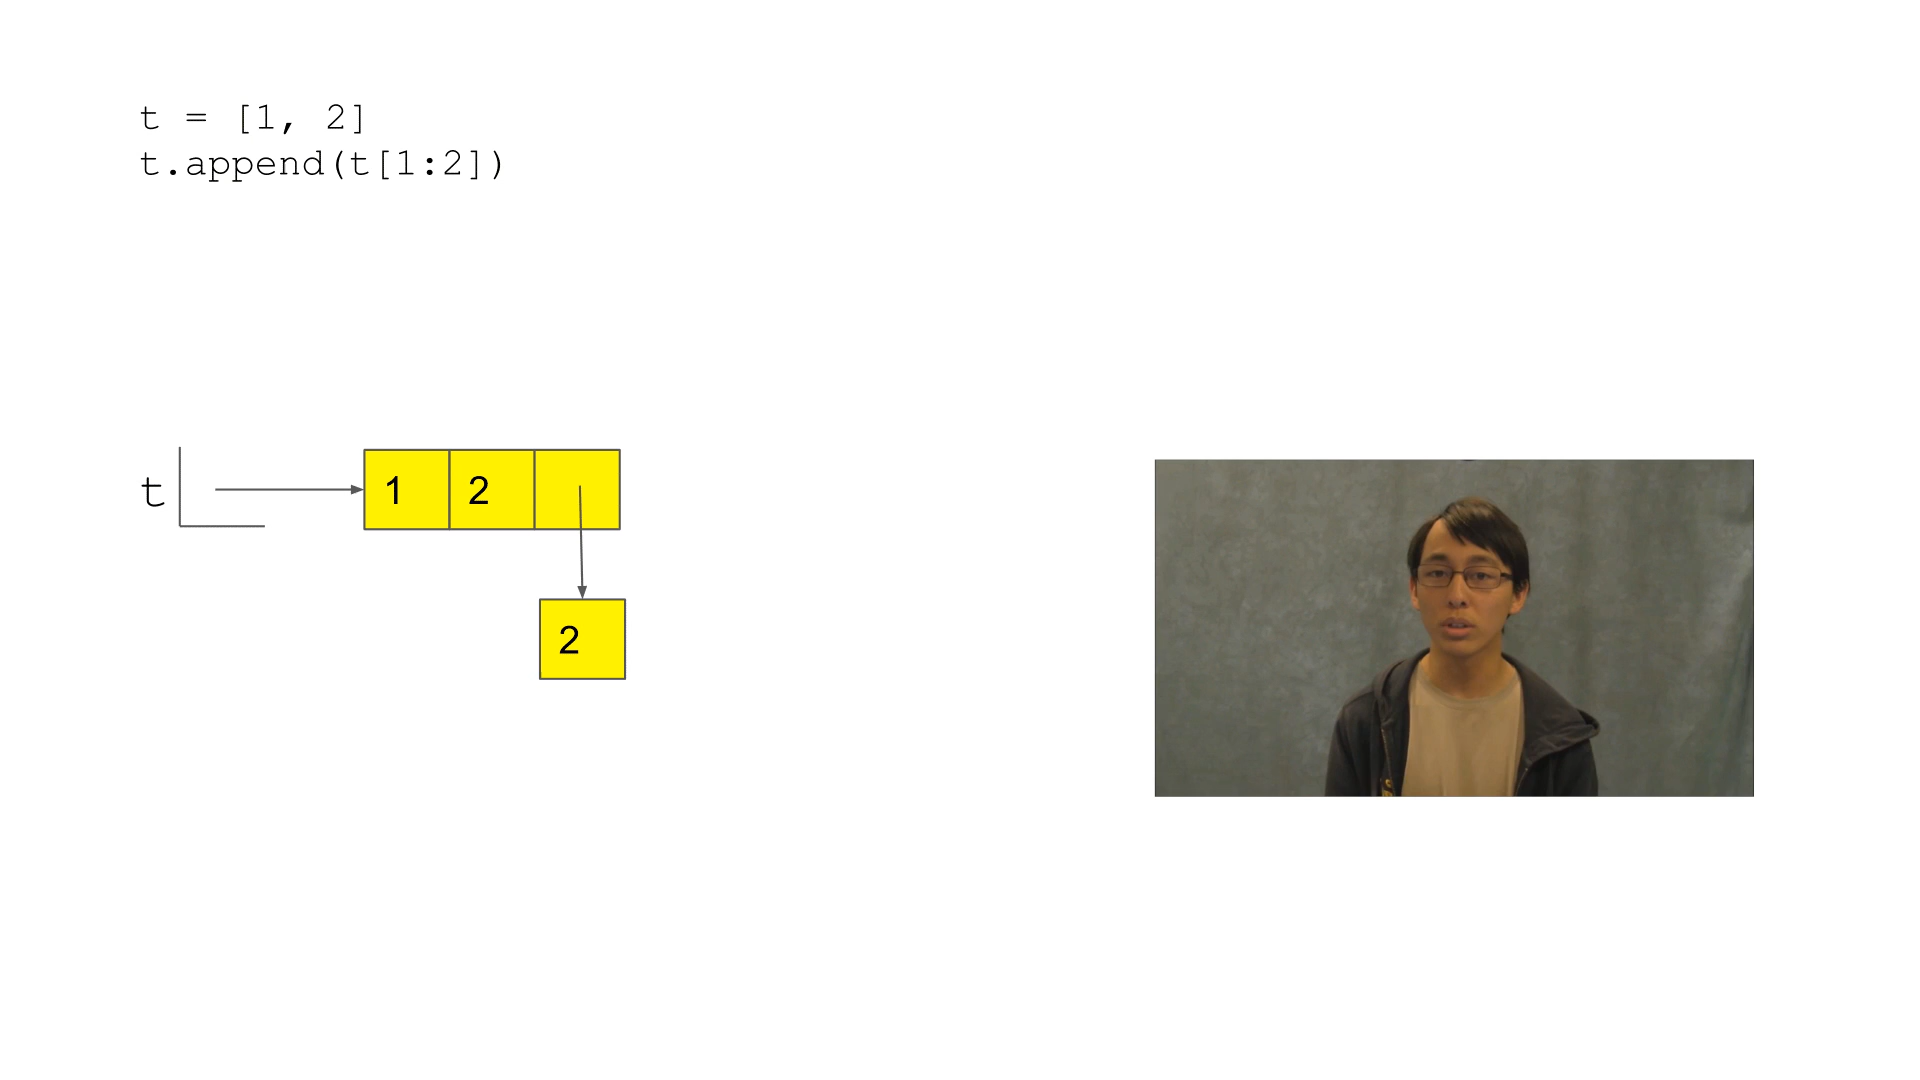 t = [1, 2]
t.append(t[1:2])
t 1 2
2